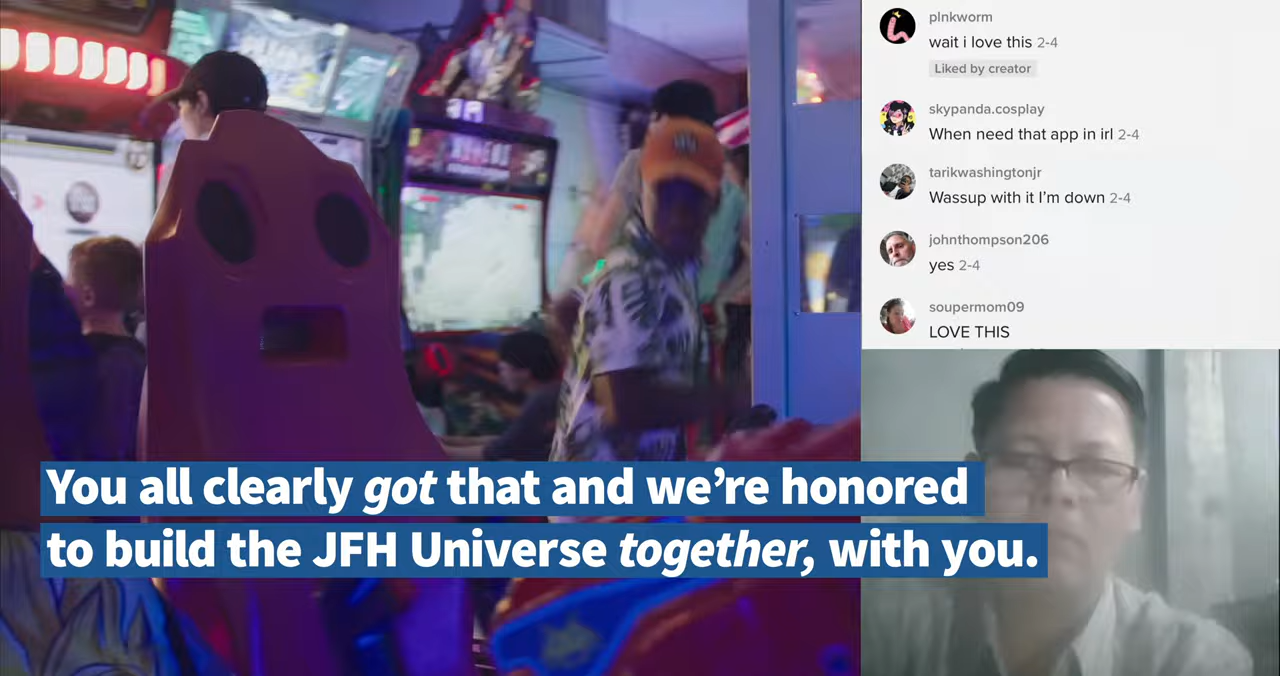 plnkworm
wait i love this 2-4
Liked by creator
skypanda.cosplay
When need that app in irl 2-4
tarikwashingtonjr
Wassup with it I’m down 2-4
johnthompson206
yes 2-4
soupermom09
LOVE THIS
You all clearly got that and we’re honored
to build the JFH Universe together, with you.